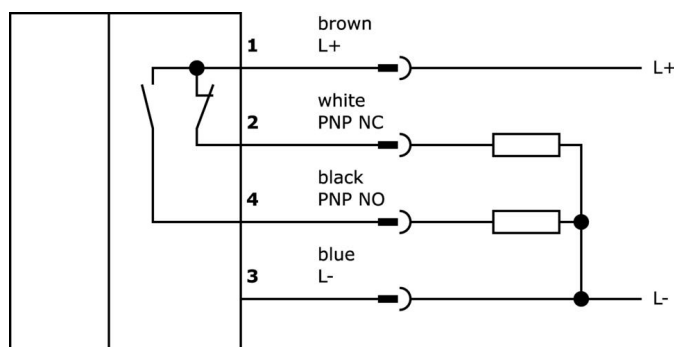 brown
1 L+
L+
white
2 PNP NC
black
4 PNP NO
blue
3 L-
L-